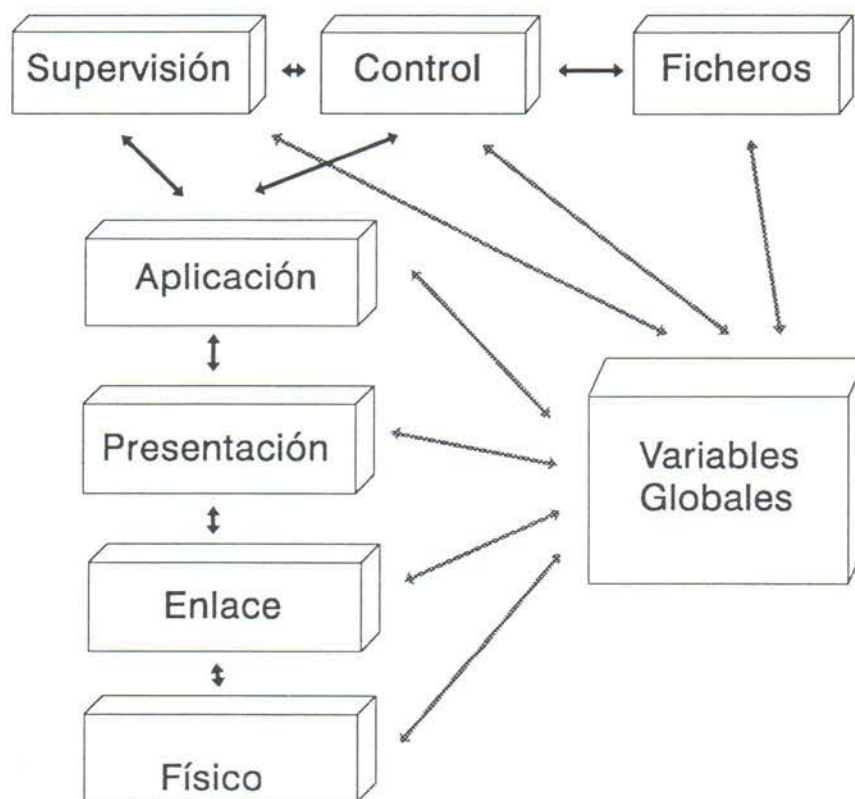 Supervisión
Control
Ficheros
Aplicación
Presentación
Variables
Globales
Enlace
Físico